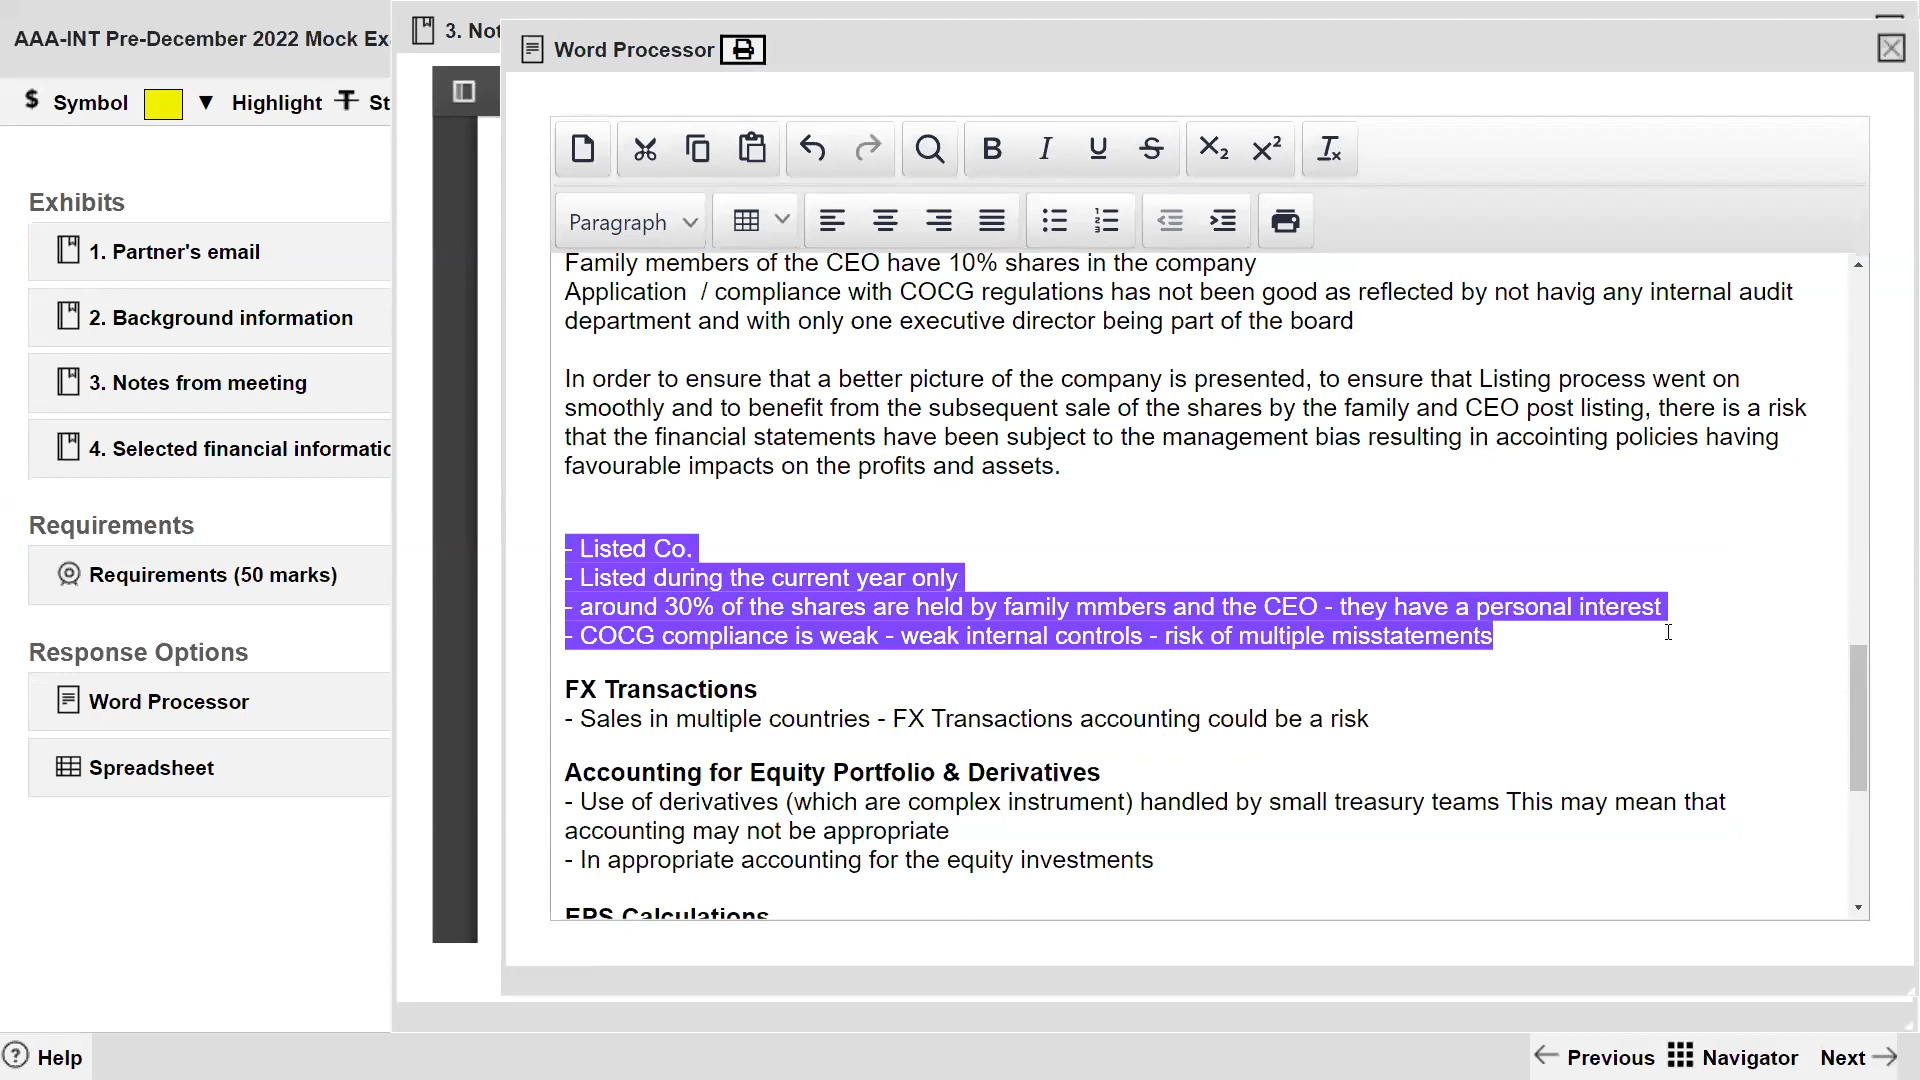 AAA-INT Pre-December 2022 Mock Ex
3. Not
Word Processor
Symbol
Highlight
St
Exhibits
1. Partner's email
2. Background information
3. Notes from meeting
4. Selected financial informatic
Requirements
Requirements (50 marks)
Response Options
Word Processor
Spreadsheet
Paragraph
Family members of the CEO have 10% shares in the company
Application / compliance with COCG regulations has not been good as reflected by not havig any internal audit
department and with only one executive director being part of the board
In order to ensure that a better picture of the company is presented, to ensure that Listing process went on
smoothly and to benefit from the subsequent sale of the shares by the family and CEO post listing, there is a risk
that the financial statements have been subject to the management bias resulting in accointing policies having
favourable impacts on the profits and assets.
- Listed Co.
- Listed during the current year only
- around 30% of the shares are held by family mmbers and the CEO - they have a personal interest
- COCG compliance is weak - weak internal controls - risk of multiple misstatements
FX Transactions
- Sales in multiple countries - FX Transactions accounting could be a risk
Accounting for Equity Portfolio & Derivatives
- Use of derivatives (which are complex instrument) handled by small treasury teams This may mean that
accounting may not be appropriate
- In appropriate accounting for the equity investments
EPS Calculations
Help
Previous
Navigator
Next